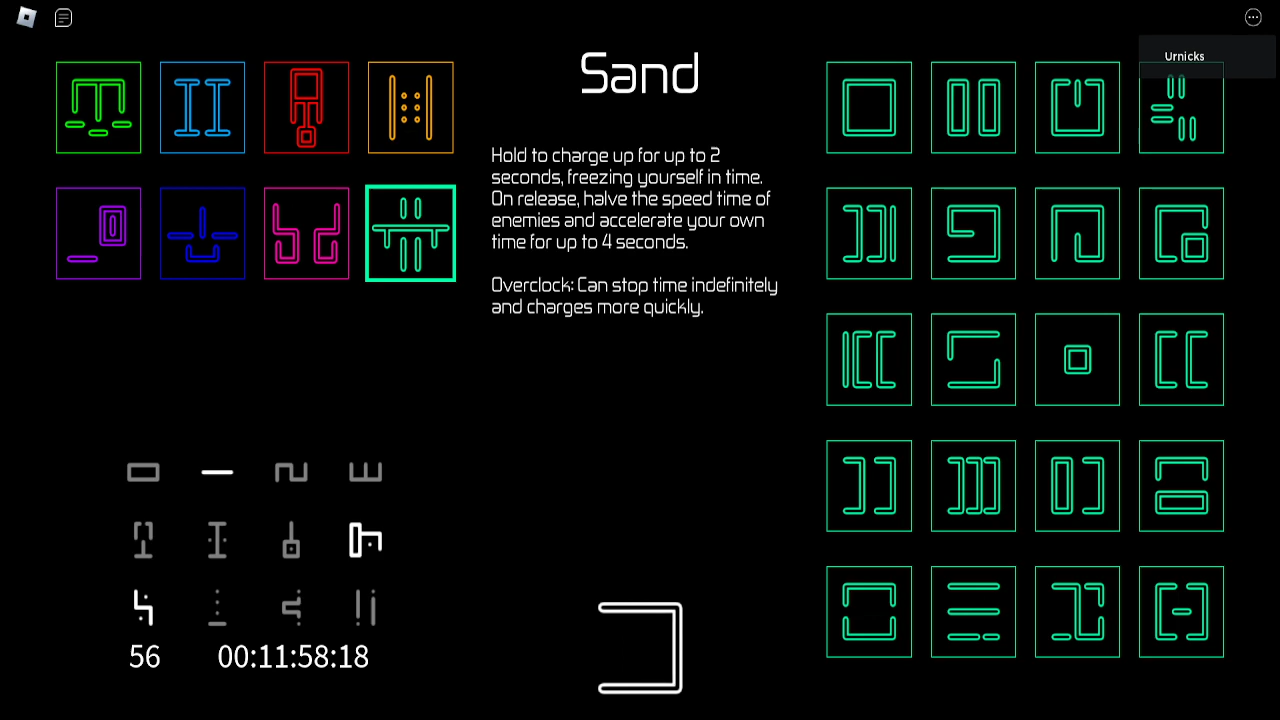 Urnicks
Sand
Hold to charge up for up to 2
seconds, freezing yourself in time.
On release, halve the speed time of
enemies and accelerate your own
time for up to 4 seconds.
Overclock: Can stop time indefinitely
and charges more quickly.
56 00:11:58:18